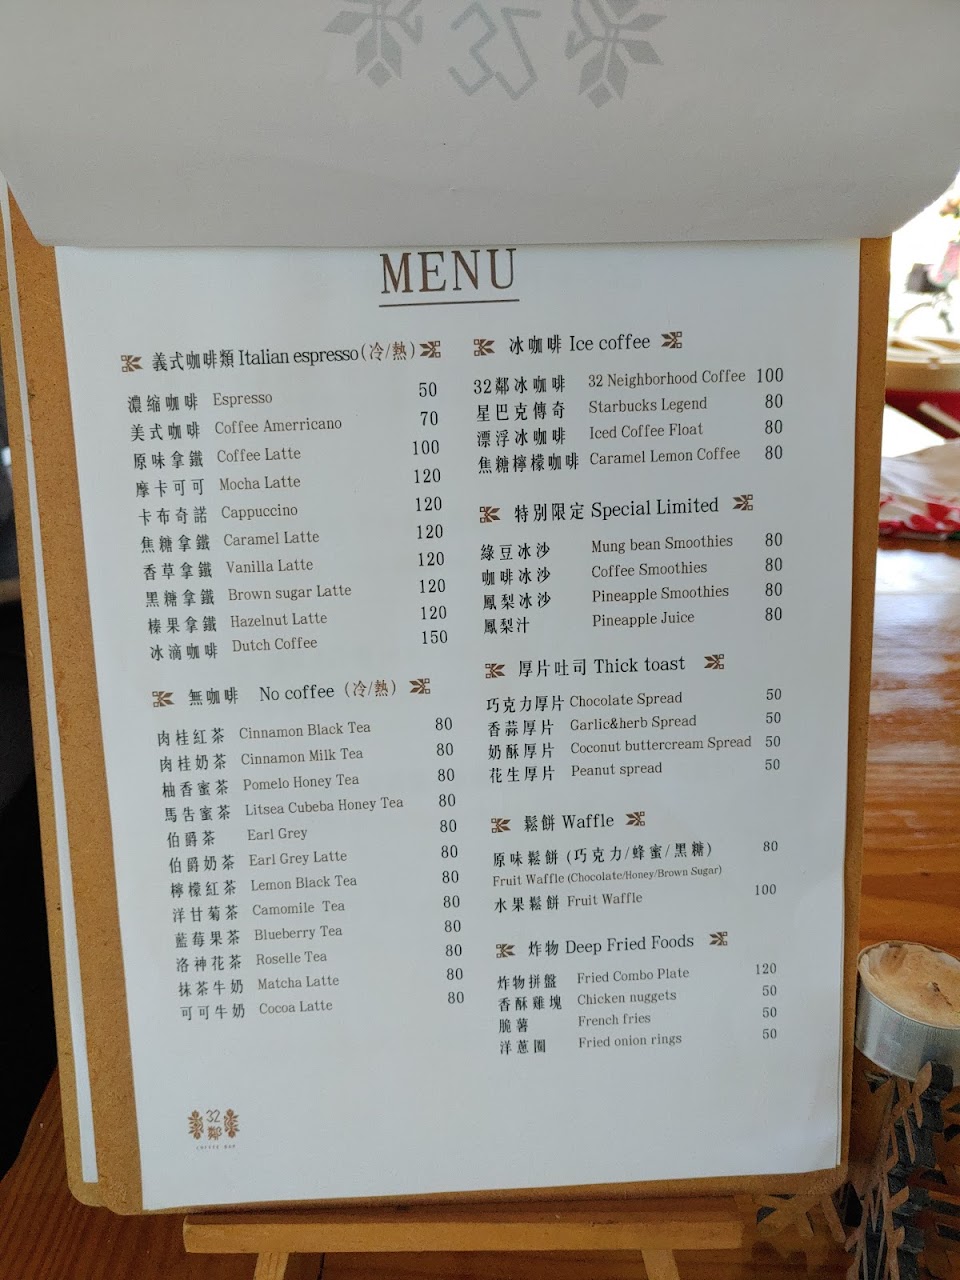 MENU
義式咖啡類 Italian espresso(冷/熱)
濃缩咖啡 Espresso 50
美式咖啡 Coffee Amerricano 70
原味拿鐵 Coffee Latte 100
摩卡可可 Mocha Latte 120
卡布奇諾 Cappuccino 120
焦糖拿鐵 Caramel Latte 120
香草拿鐵 Vanilla Latte 120
黑糖拿鐵 Brown sugar Latte 120
榛果拿鐵 Hazelnut Latte 120
冰滴咖啡 Dutch Coffee 150
無咖啡 No coffee (冷/熱)
肉桂紅茶 Cinnamon Black Tea 80
肉桂奶茶 Cinnamon Milk Tea 80
柚香蜜茶 Pomelo Honey Tea 80
馬告蜜茶 Litsea Cubeba Honey Tea 80
伯爵茶 Earl Grey 80
伯爵奶茶 Earl Grey Latte 80
檸檬紅茶 Lemon Black Tea 80
洋甘菊茶 Camomile Tea 80
藍莓果茶 Blueberry Tea 80
洛神花茶 Roselle Tea 80
抹茶牛奶 Matcha Latte 80
可可牛奶 Cocoa Latte 80
32
鄰
COFFEE BAR
冰咖啡 Ice coffee
32鄰冰咖啡 32 Neighborhood Coffee 100
星巴克傳奇 Starbucks Legend 80
漂浮冰咖啡 Iced Coffee Float 80
焦糖檸檬咖啡 Caramel Lemon Coffee 80
特別限定 Special Limited
綠豆冰沙 Mung bean Smoothies 80
咖啡冰沙 Coffee Smoothies 80
鳳梨冰沙 Pineapple Smoothies 80
鳳梨汁 Pineapple Juice 80
厚片吐司 Thick toast
巧克力厚片 Chocolate Spread 50
香蒜厚片 Garlic&herb Spread 50
奶酥厚片 Coconut buttercream Spread 50
花生厚片 Peanut spread 50
鬆餅 Waffle
原味鬆餅 (巧克力/蜂蜜/黑糖) 80
Fruit Waffle (Chocolate/Honey/Brown Sugar)
水果鬆餅 Fruit Waffle 100
炸物 Deep Fried Foods
炸物拼盤 Fried Combo Plate 120
香酥雞塊 Chicken nuggets 50
脆薯 French fries 50
洋蔥圈 Fried onion rings 50